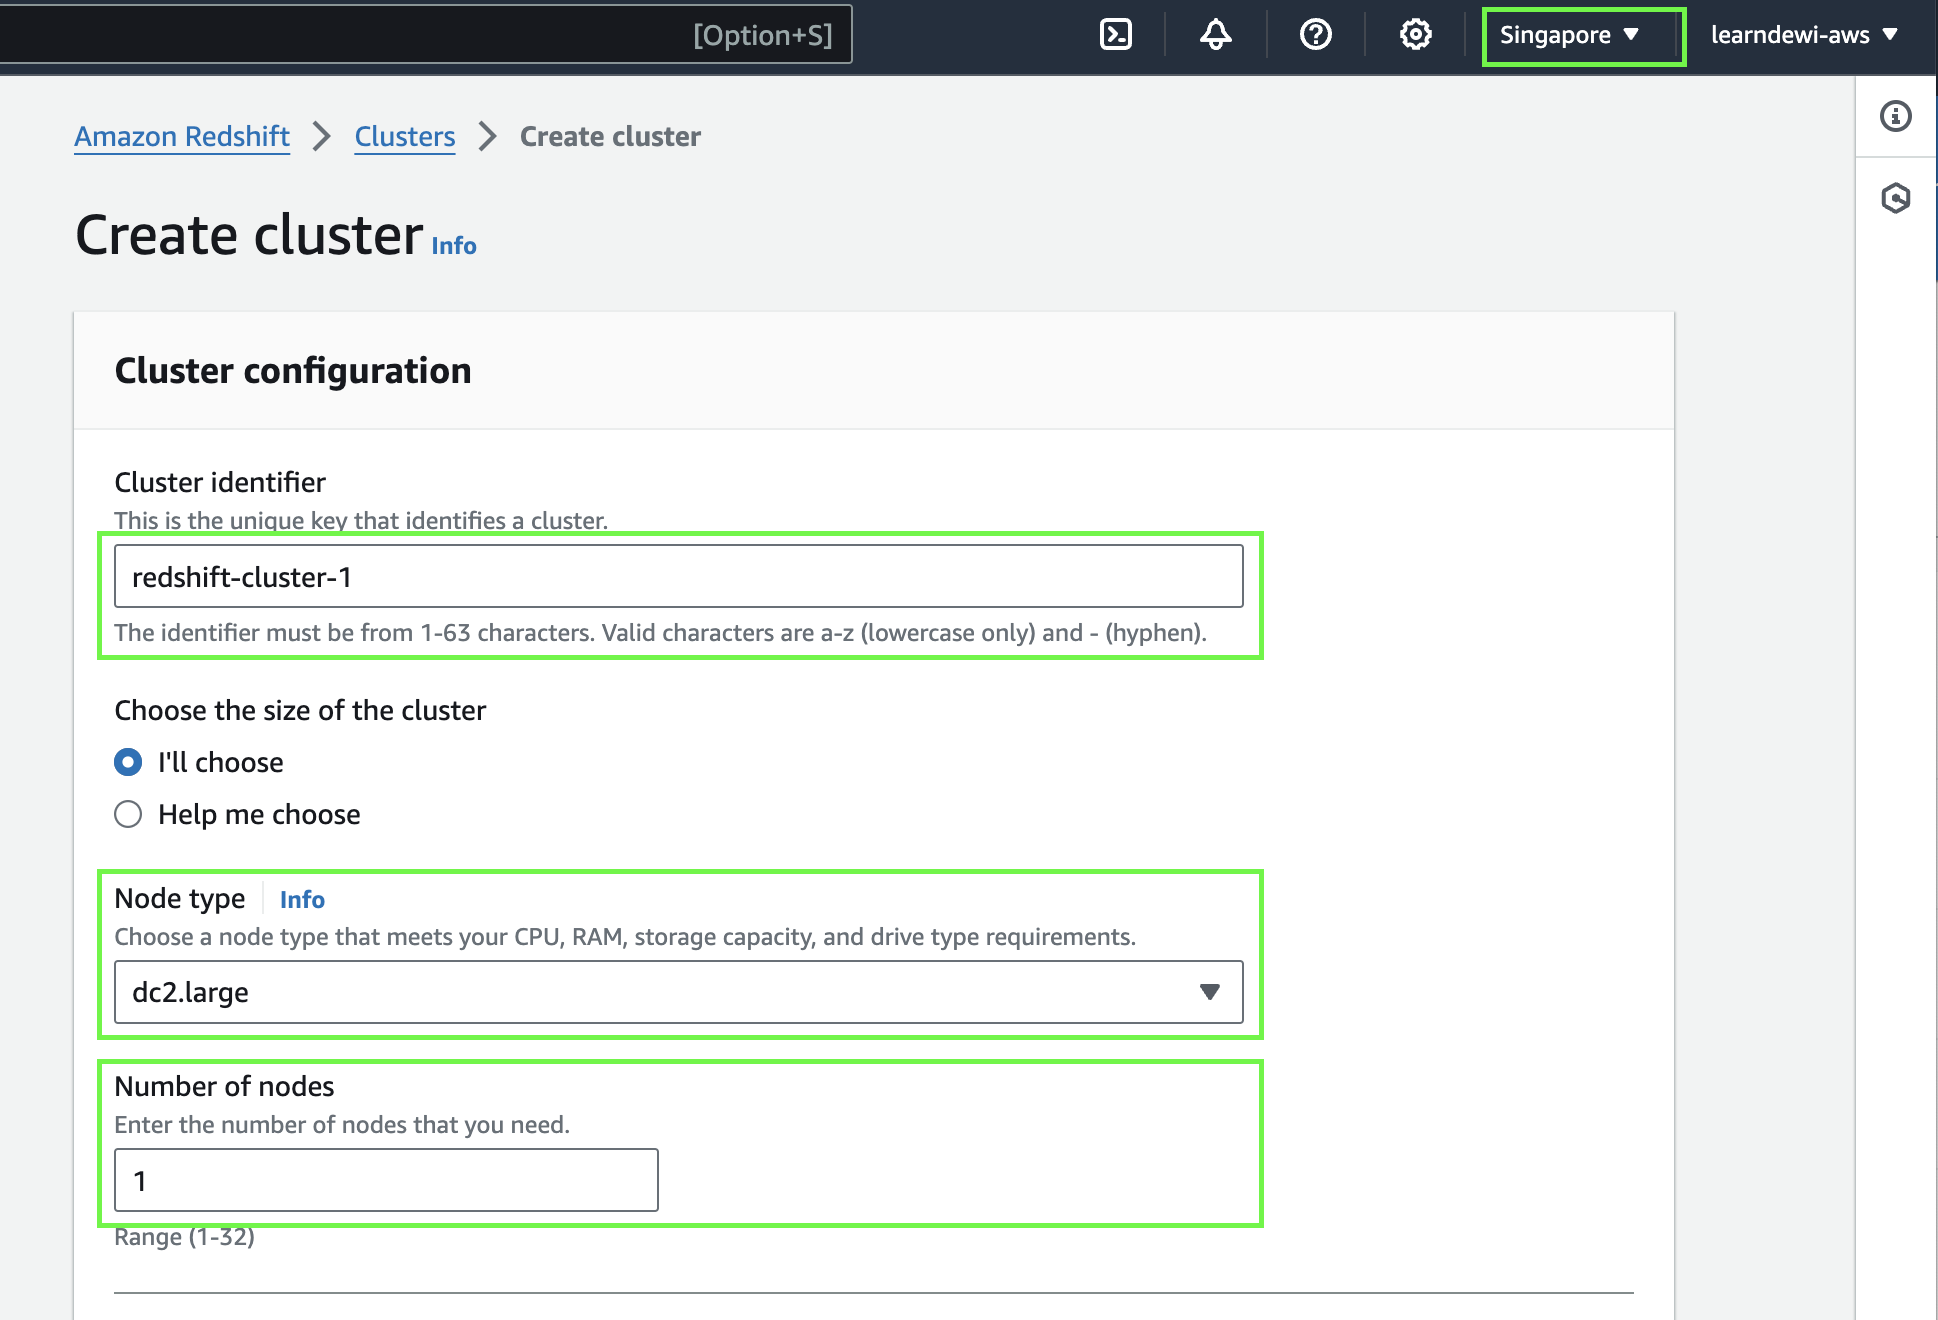 [Option+S]
Singapore
learndewi-aws
Amazon Redshift
Clusters
Create cluster
Create cluster Info
Cluster configuration
Cluster identifier
This is the unique key that identifies a cluster.
redshift-cluster-1
The identifier must be from 1-63 characters. Valid characters are a-z (lowercase only) and - (hyphen).
Choose the size of the cluster
I'll choose
Help me choose
Node type Info
Choose a node type that meets your CPU, RAM, storage capacity, and drive type requirements.
dc2.large
Number of nodes
Enter the number of nodes that you need.
1
Range (1-32)